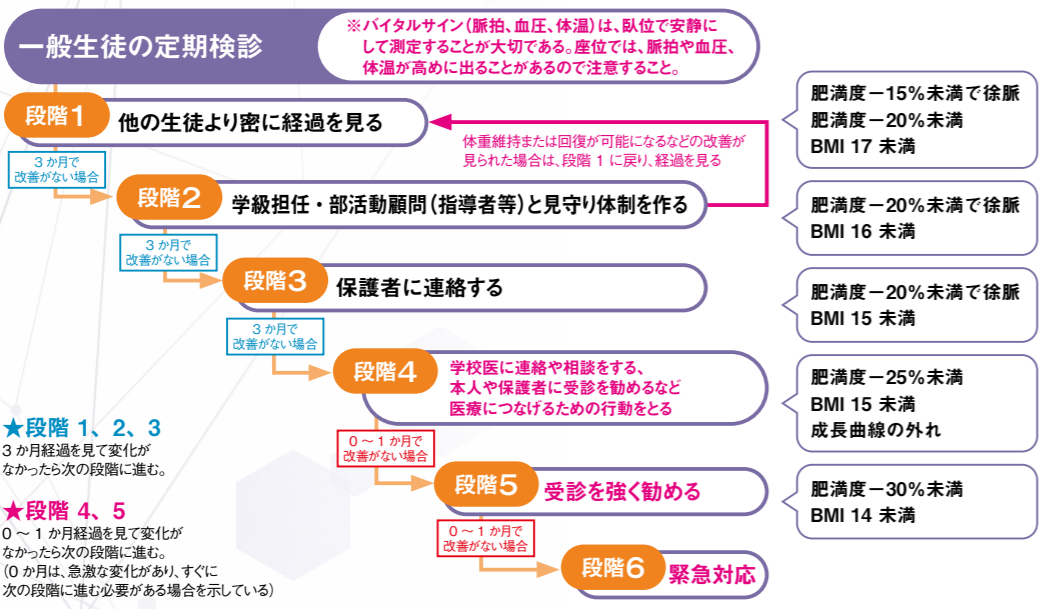 一般生徒の定期検診
※バイタルサイン(脈拍、血圧、体温)は、臥位で安静に
して測定することが大切である。座位では、脈拍や血圧、
体温が高めに出ることがあるので注意すること。
段階1
他の生徒より密に経過を見る
肥満度−15%未満で徐脈
肥満度−20%未満
BMI 17 未満
体重維持または回復が可能になるなどの改善が
見られた場合は、段階 1 に戻り、経過を見る
3 か月で
改善がない場合
段階2
学級担任・部活動顧問(指導者等)と見守り体制を作る
肥満度−20%未満で徐脈
BMI 16 未満
3 か月で
改善がない場合
段階3
保護者に連絡する
肥満度−20%未満で徐脈
BMI 15 未満
3 か月で
改善がない場合
段階4
学校医に連絡や相談をする、
本人や保護者に受診を勧めるなど
医療につなげるための行動をとる
肥満度−25%未満
BMI 15 未満
成長曲線の外れ
0 ~ 1 か月で
改善がない場合
段階5
受診を強く勧める
肥満度−30%未満
BMI 14 未満
0 ~ 1 か月で
改善がない場合
段階6
緊急対応
★段階 1、2、3
3 か月経過を見て変化が
なかったら次の段階に進む。
★段階 4、5
0 ~ 1 か月経過を見て変化が
なかったら次の段階に進む。
(0 か月は、急激な変化があり、すぐに
次の段階に進む必要がある場合を示している)